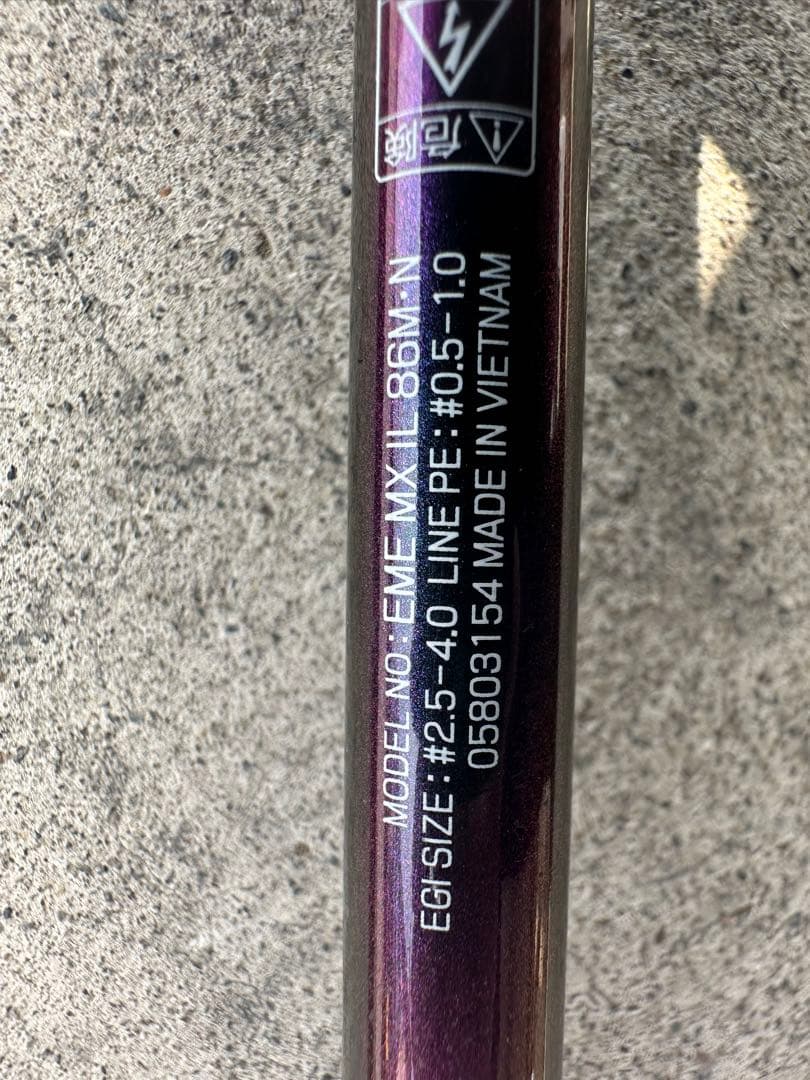 MODEL NO : EME MX IL 86M・N
EGI SIZE : #2.5-4.0 LINE PE : #0.5-1.0
05803154 MADE IN VIETNAM
危険